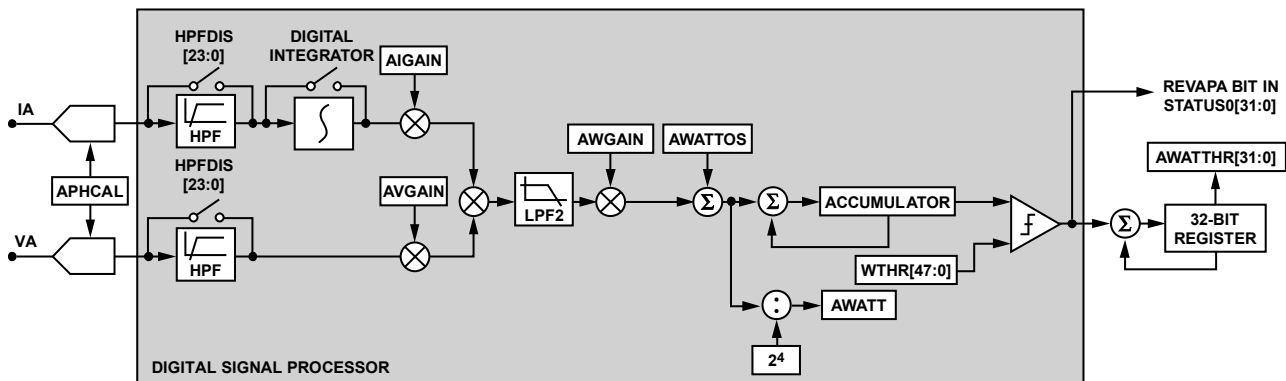 HPFDIS
[23:0]
DIGITAL
INTEGRATOR
AIGAIN
IA
HPF
REVAPA BIT IN
STATUS0[31:0]
HPFDIS
[23:0]
APHCAL
AVGAIN
AWGAIN
AWATTOS
AWATTHR[31:0]
LPF2
Σ
Σ
ACCUMULATOR
Σ
32-BIT
REGISTER
VA
HPF
WTHR[47:0]
:
AWATT
2⁴
DIGITAL SIGNAL PROCESSOR